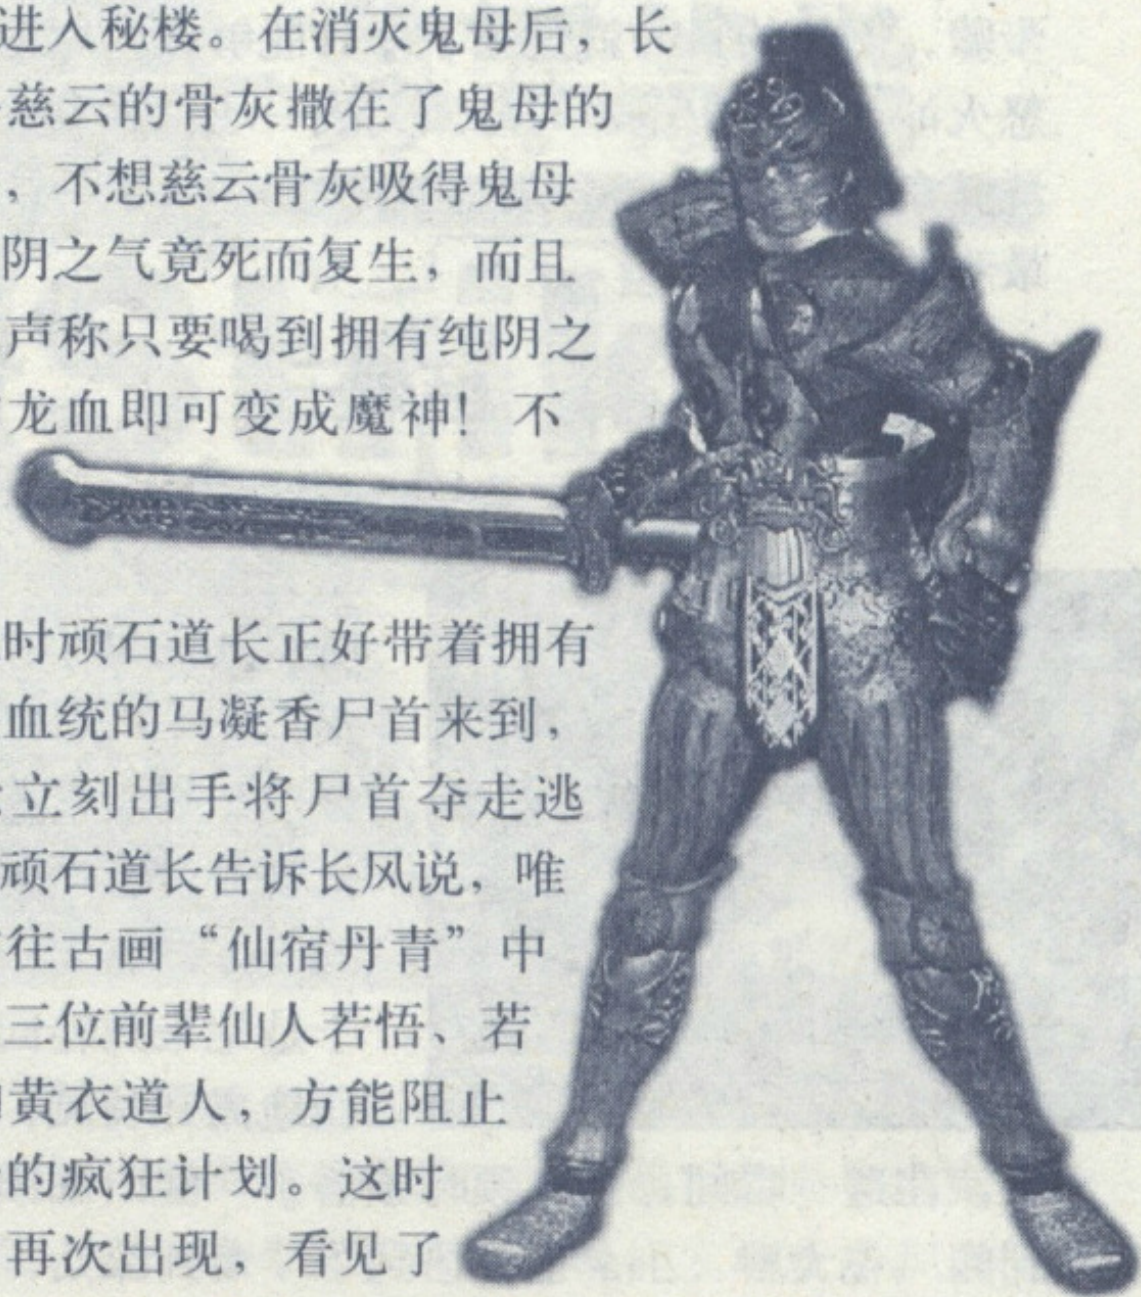 进入秘楼。在消灭鬼母后，长
慈云的骨灰撒在了鬼母的
，不想慈云骨灰吸得鬼母
阴之气竟死而复生，而且
声称只要喝到拥有纯阴之
龙血即可变成魔神！不
时顽石道长正好带着拥有
血统的马凝香尸首来到，
立刻出手将尸首夺走逃
顽石道长告诉长风说，唯
往古画“仙宿丹青”中
三位前辈仙人若悟、若
黄衣道人，方能阻止
的疯狂计划。这时
再次出现，看见了